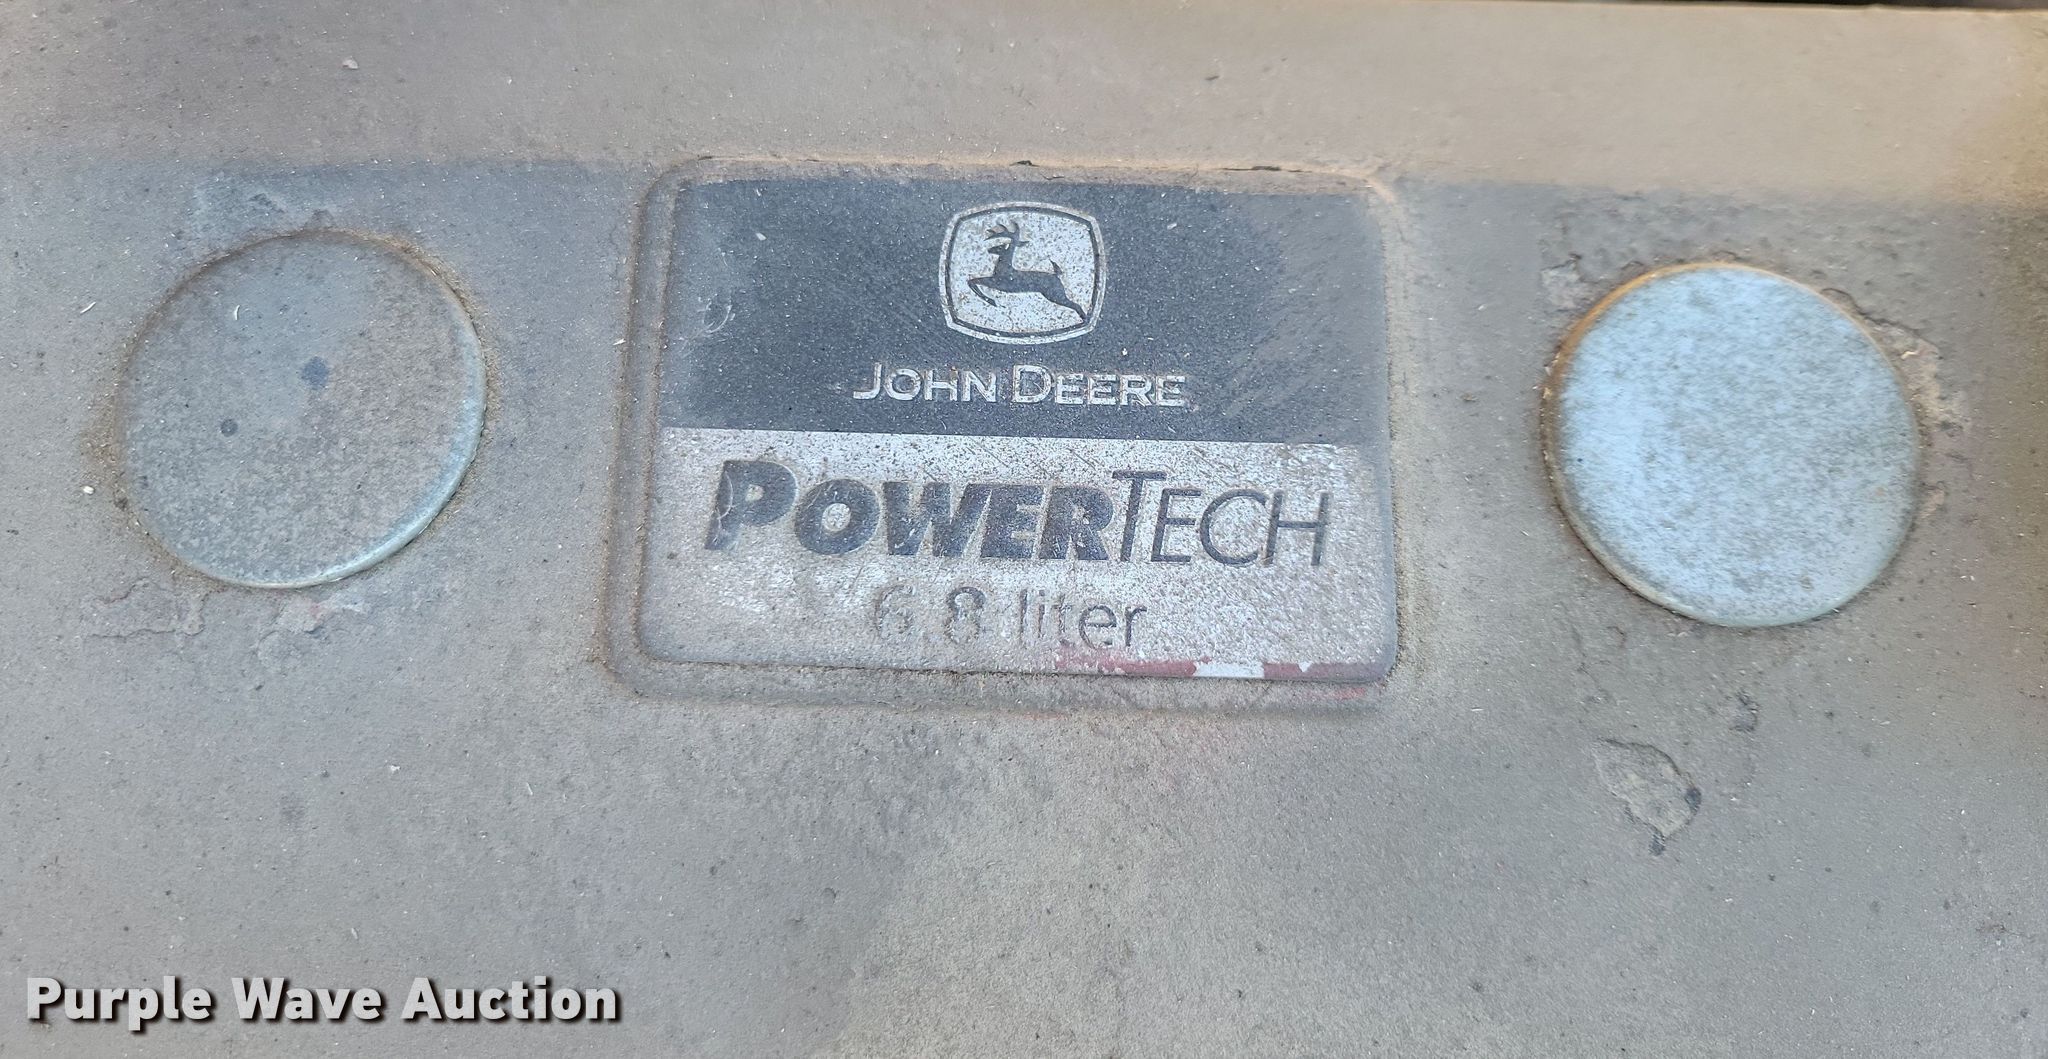 JOHN DEERE
POWERTECH
6.8 liter
Purple Wave Auction